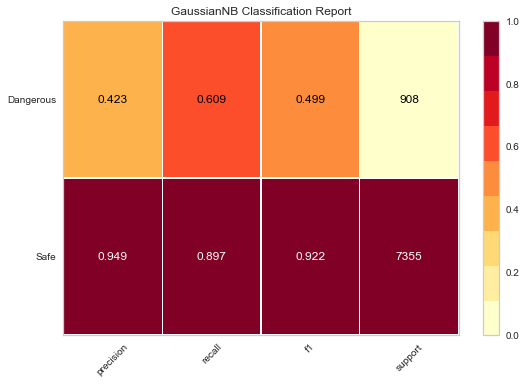 GaussianNB Classification Report
Dangerous 0.423 0.609 0.499 908
Safe 0.949 0.897 0.922 7355
precision recall f1 support
1.0
0.8
0.6
0.4
0.2
0.0